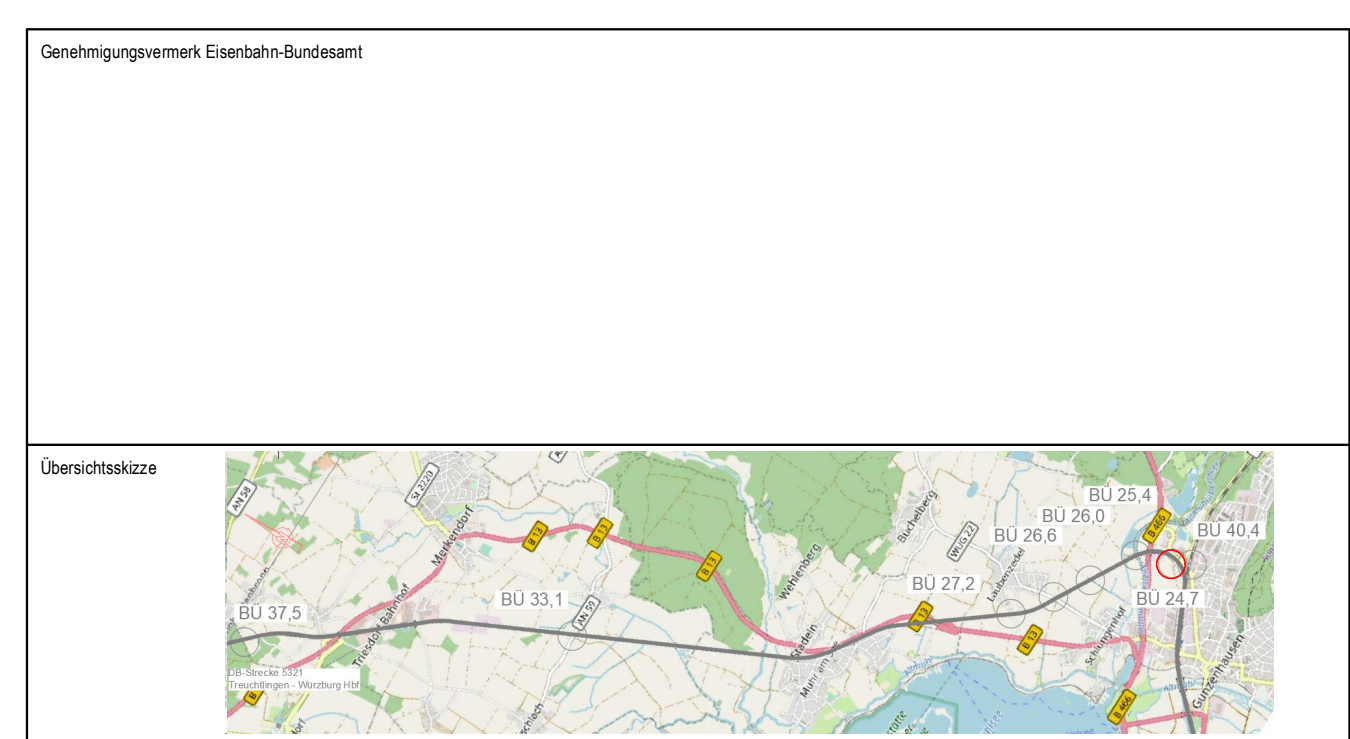 Genehmigungsvermerk Eisenbahn-Bundesamt
Übersichtsskizze
AN 58
St 2220
B 13
B 13
B 13
Merkendorf
Triesdorf Bahnhof
BÜ 37,5
BÜ 33,1
AN 59
DB-Strecke 5321
Treuchtlingen - Würzburg Hbf
Wehlenberg
Stadeln
Büchelberg
WUG 22
Laubenzedel
BÜ 27,2
BÜ 26,6
BÜ 26,0
BÜ 25,4
B 466
BÜ 40,4
BÜ 24,7
B 13
B 13
Schlungenhof
Gunzenhausen
B 466
Muhr am See